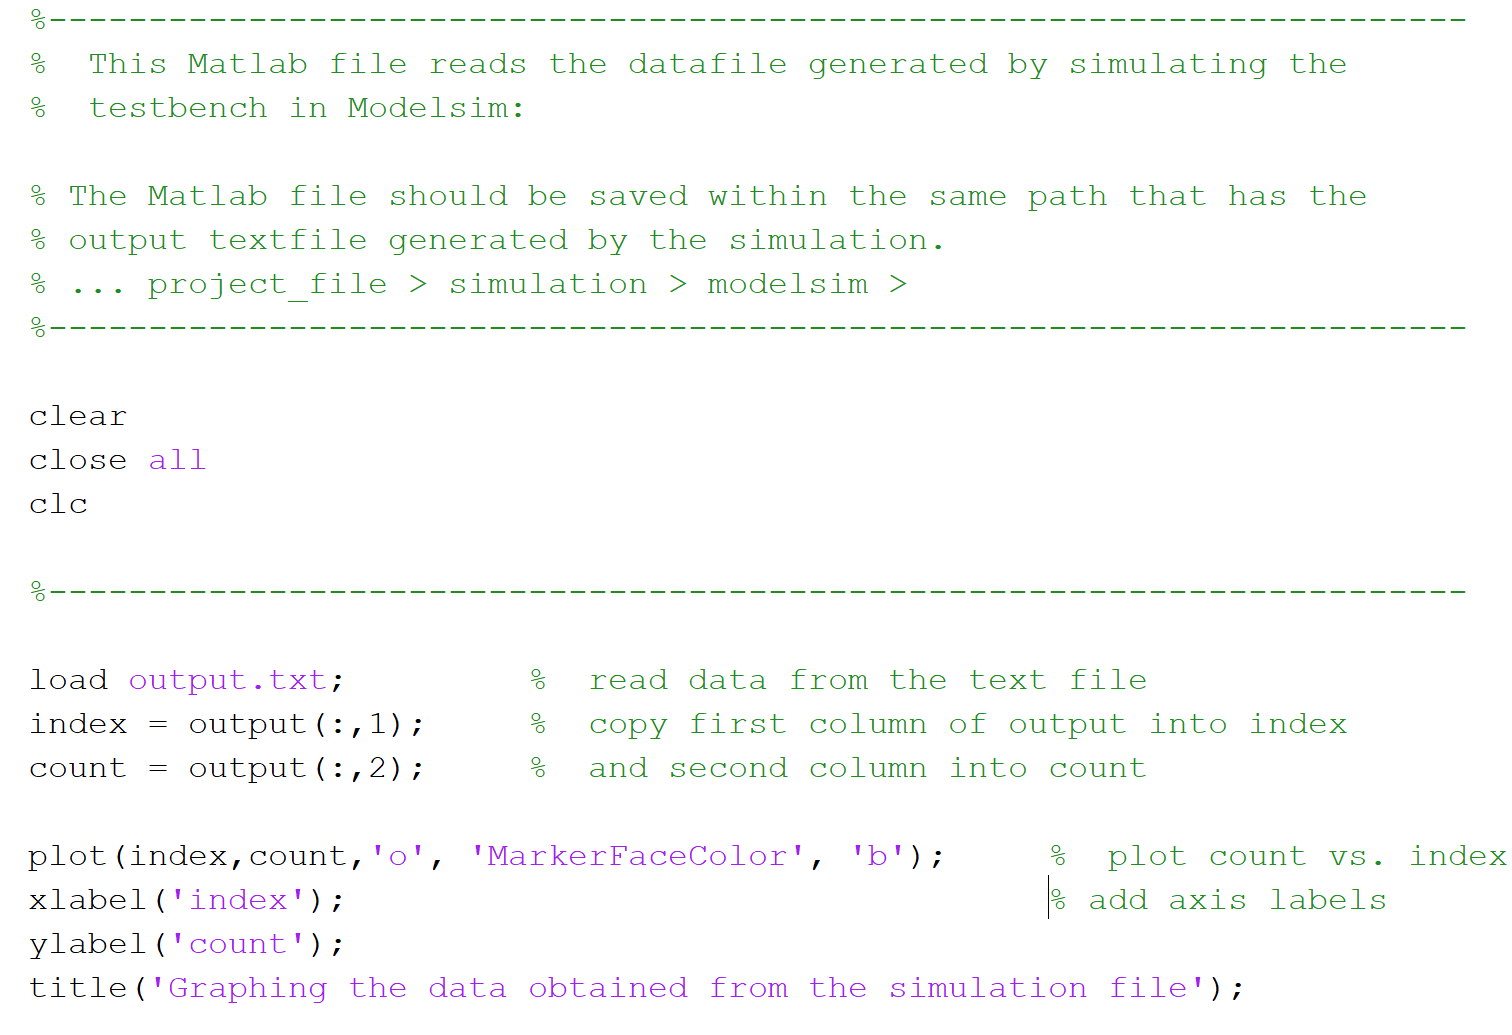 %-----------------------------------------------------------------------
%  This Matlab file reads the datafile generated by simulating the
%  testbench in Modelsim:
% The Matlab file should be saved within the same path that has the
% output textfile generated by the simulation.
% ... project_file > simulation > modelsim >
%-----------------------------------------------------------------------
clear
close all
clc
%-----------------------------------------------------------------------
load output.txt;         %  read data from the text file
index = output(:,1);     %  copy first column of output into index
count = output(:,2);     %  and second column into count
plot(index,count,'o', 'MarkerFaceColor', 'b');     %  plot count vs. index
xlabel('index');                                   % add axis labels
ylabel('count');
title('Graphing the data obtained from the simulation file');